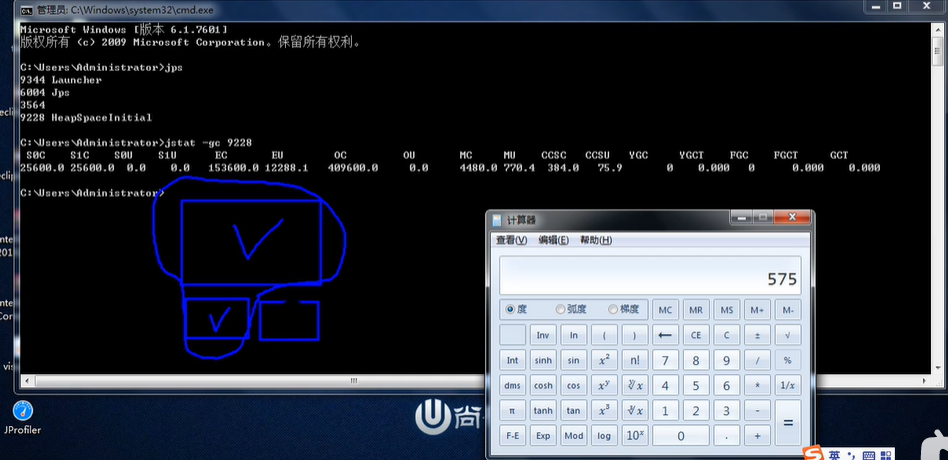 管理员: C:\Windows\system32\cmd.exe
Microsoft Windows [版本 6.1.7601]
版权所有 (c) 2009 Microsoft Corporation。保留所有权利。
C:\Users\Administrator>jps
9344 Launcher
6004 Jps
3564
9228 HeapSpaceInitial
C:\Users\Administrator>jstat -gc 9228
S0C S1C S0U S1U EC EU OC OU MC MU CCSC CCSU YGC YGCT FGC FGCT GCT
25600.0 25600.0 0.0 0.0 153600.0 12288.1 409600.0 0.0 4480.0 770.4 384.0 75.9 0 0.000 0 0.000 0.000
C:\Users\Administrator>
计算器
查看(V) 编辑(E) 帮助(H)
575
度 弧度 梯度 MC MR MS M+ M-
Inv ln ( ) ← CE C ± √
Int sinh sin x² n! 7 8 9 / %
dms cosh cos xʸ ʸ√x 4 5 6 * 1/x
π tanh tan x³ ³√x 1 2 3 - =
F-E Exp Mod log 10ˣ 0 . +
JProfiler
尚
英